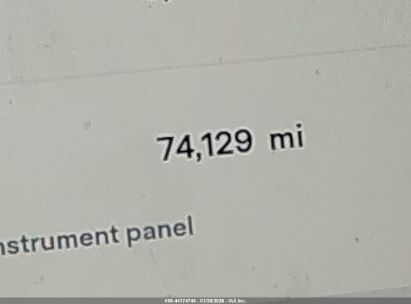 74,129 mi
nstrument panel